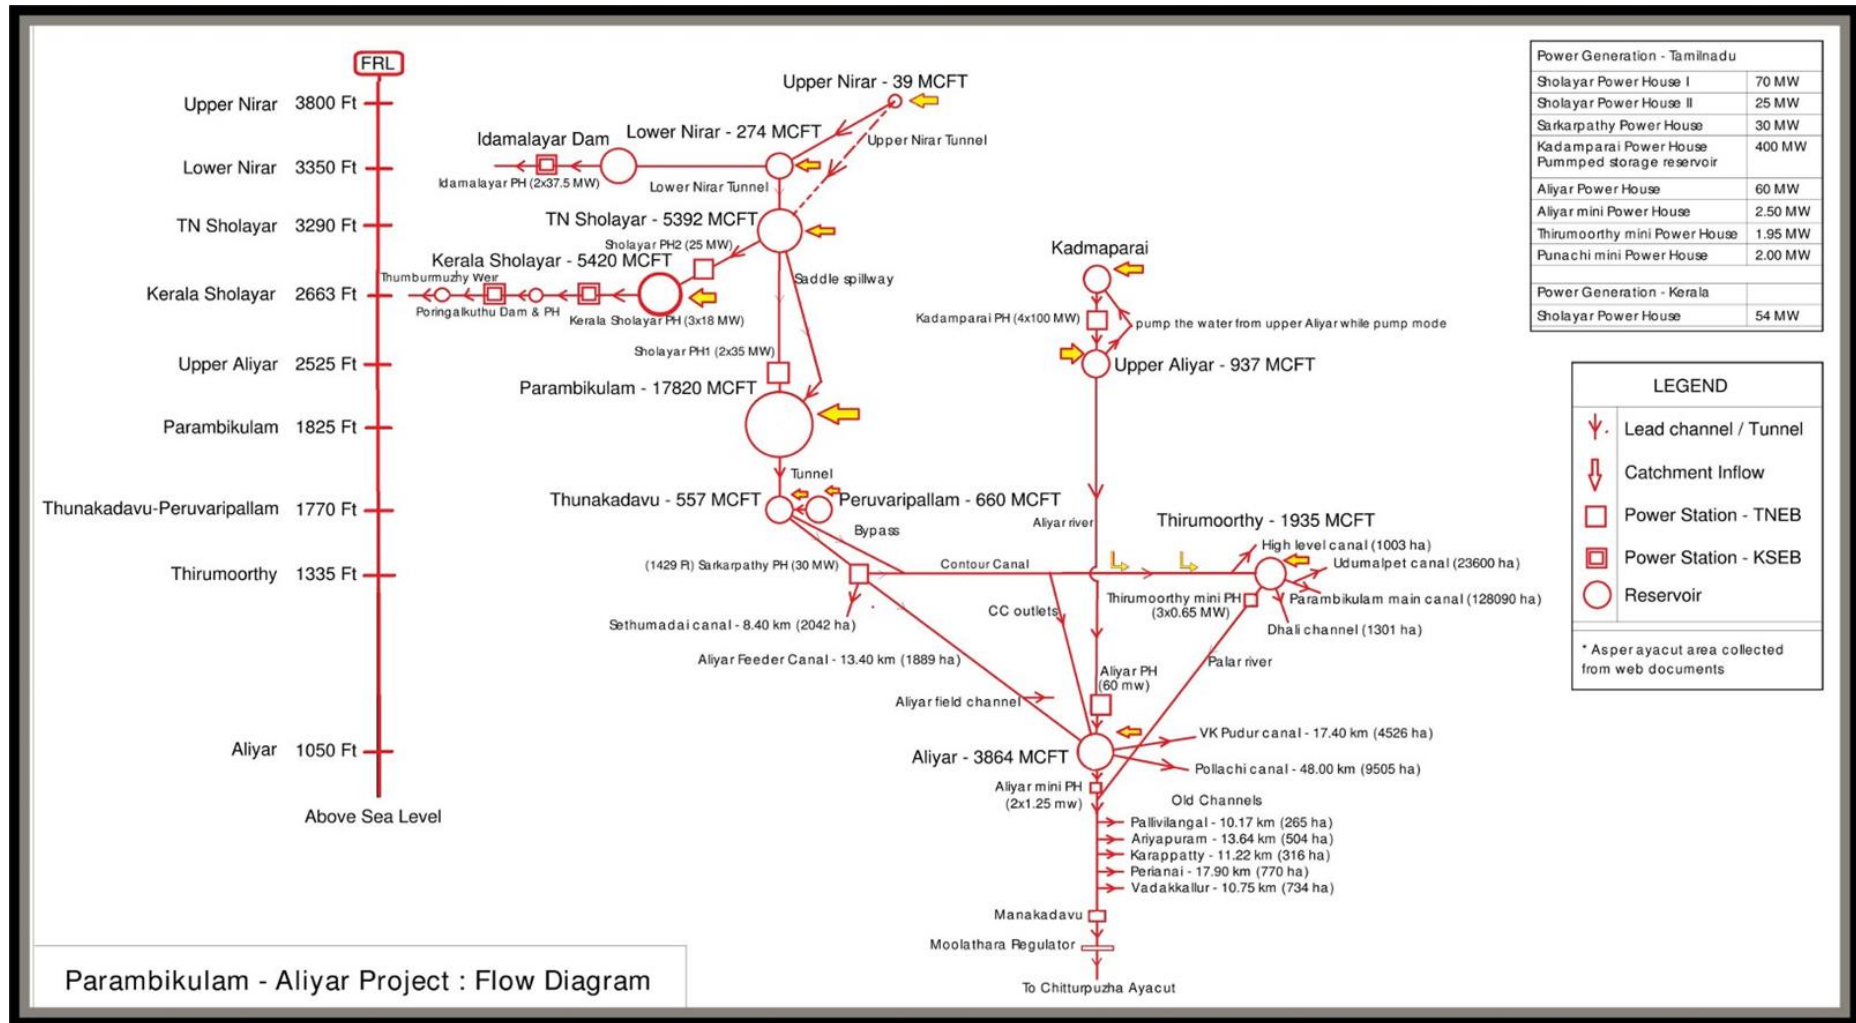 FRL
Upper Nirar 3800 Ft
Lower Nirar 3350 Ft
TN Sholayar 3290 Ft
Kerala Sholayar 2663 Ft
Upper Aliyar 2525 Ft
Parambikulam 1825 Ft
Thunakadavu-Peruvaripallam 1770 Ft
Thirumoorthy 1335 Ft
Aliyar 1050 Ft
Above Sea Level
Upper Nirar - 39 MCFT
Upper Nirar Tunnel
Lower Nirar - 274 MCFT
Idamalayar Dam
Idamalayar PH (2x37.5 MW)
Lower Nirar Tunnel
TN Sholayar - 5392 MCFT
Sholayar PH2 (25 MW)
Kerala Sholayar - 5420 MCFT
Thumburmuzhy Weir
Poringalkuthu Dam & PH
Kerala Sholayar PH (3x18 MW)
Saddle spillway
Sholayar PH1 (2x35 MW)
Parambikulam - 17820 MCFT
Tunnel
Thunakadavu - 557 MCFT
Peruvaripallam - 660 MCFT
Bypass
Kadmaparai
Kadamparai PH (4x100 MW)
pump the water from upper Aliyar while pump mode
Upper Aliyar - 937 MCFT
Aliyar river
Thirumoorthy - 1935 MCFT
High level canal (1003 ha)
Udumalpet canal (23600 ha)
Parambikulam main canal (128090 ha)
Dhali channel (1301 ha)
Thirumoorthy mini PH
(3x0.65 MW)
Palar river
(1429 Ft) Sarkarpathy PH (30 MW)
Contour Canal
CC outlets
Sethumadai canal - 8.40 km (2042 ha)
Aliyar Feeder Canal - 13.40 km (1889 ha)
Aliyar field channel
Aliyar PH
(60 mw)
Aliyar - 3864 MCFT
VK Pudur canal - 17.40 km (4526 ha)
Pollachi canal - 48.00 km (9505 ha)
Aliyar mini PH
(2x1.25 mw)
Old Channels
Pallivilangal - 10.17 km (265 ha)
Ariyapuram - 13.64 km (504 ha)
Karappatty - 11.22 km (316 ha)
Perianai - 17.90 km (770 ha)
Vadakkallur - 10.75 km (734 ha)
Manakadavu
Moolathara Regulator
To Chitturpuzha Ayacut
Power Generation - Tamilnadu
Sholayar Power House I 70 MW
Sholayar Power House II 25 MW
Sarkarpathy Power House 30 MW
Kadamparai Power House 400 MW
Pummped storage reservoir
Aliyar Power House 60 MW
Aliyar mini Power House 2.50 MW
Thirumoorthy mini Power House 1.95 MW
Punachi mini Power House 2.00 MW
Power Generation - Kerala
Sholayar Power House 54 MW
LEGEND
Lead channel / Tunnel
Catchment Inflow
Power Station - TNEB
Power Station - KSEB
Reservoir
* As per ayacut area collected
from web documents
Parambikulam - Aliyar Project : Flow Diagram